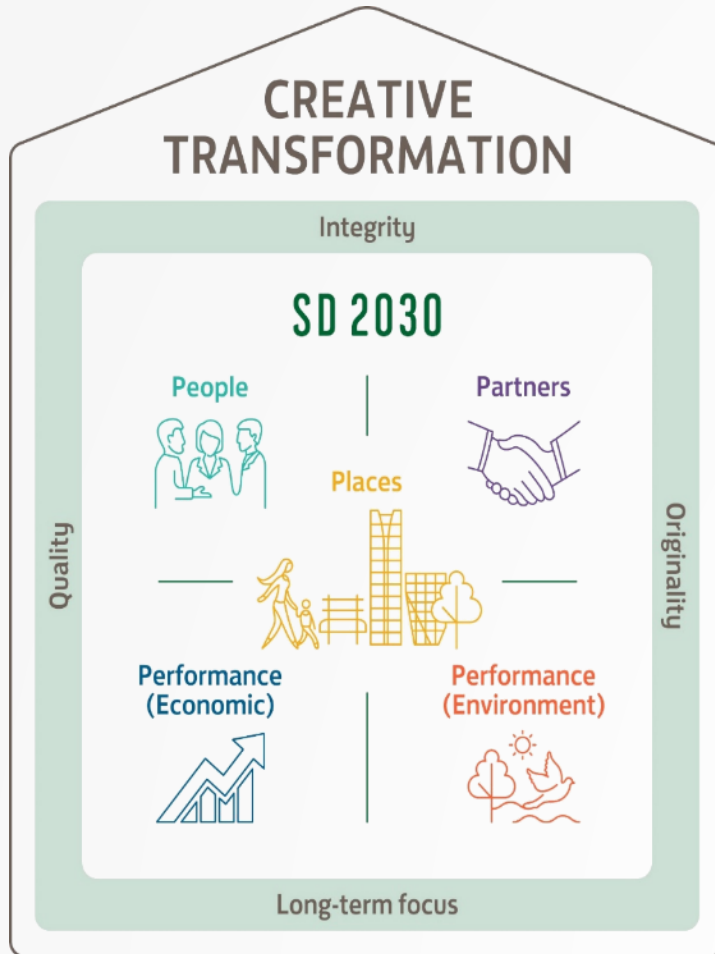 CREATIVE
TRANSFORMATION
Integrity
SD 2030
People
Partners
Places
Quality
Originality
Performance
(Economic)
Performance
(Environment)
Long-term focus